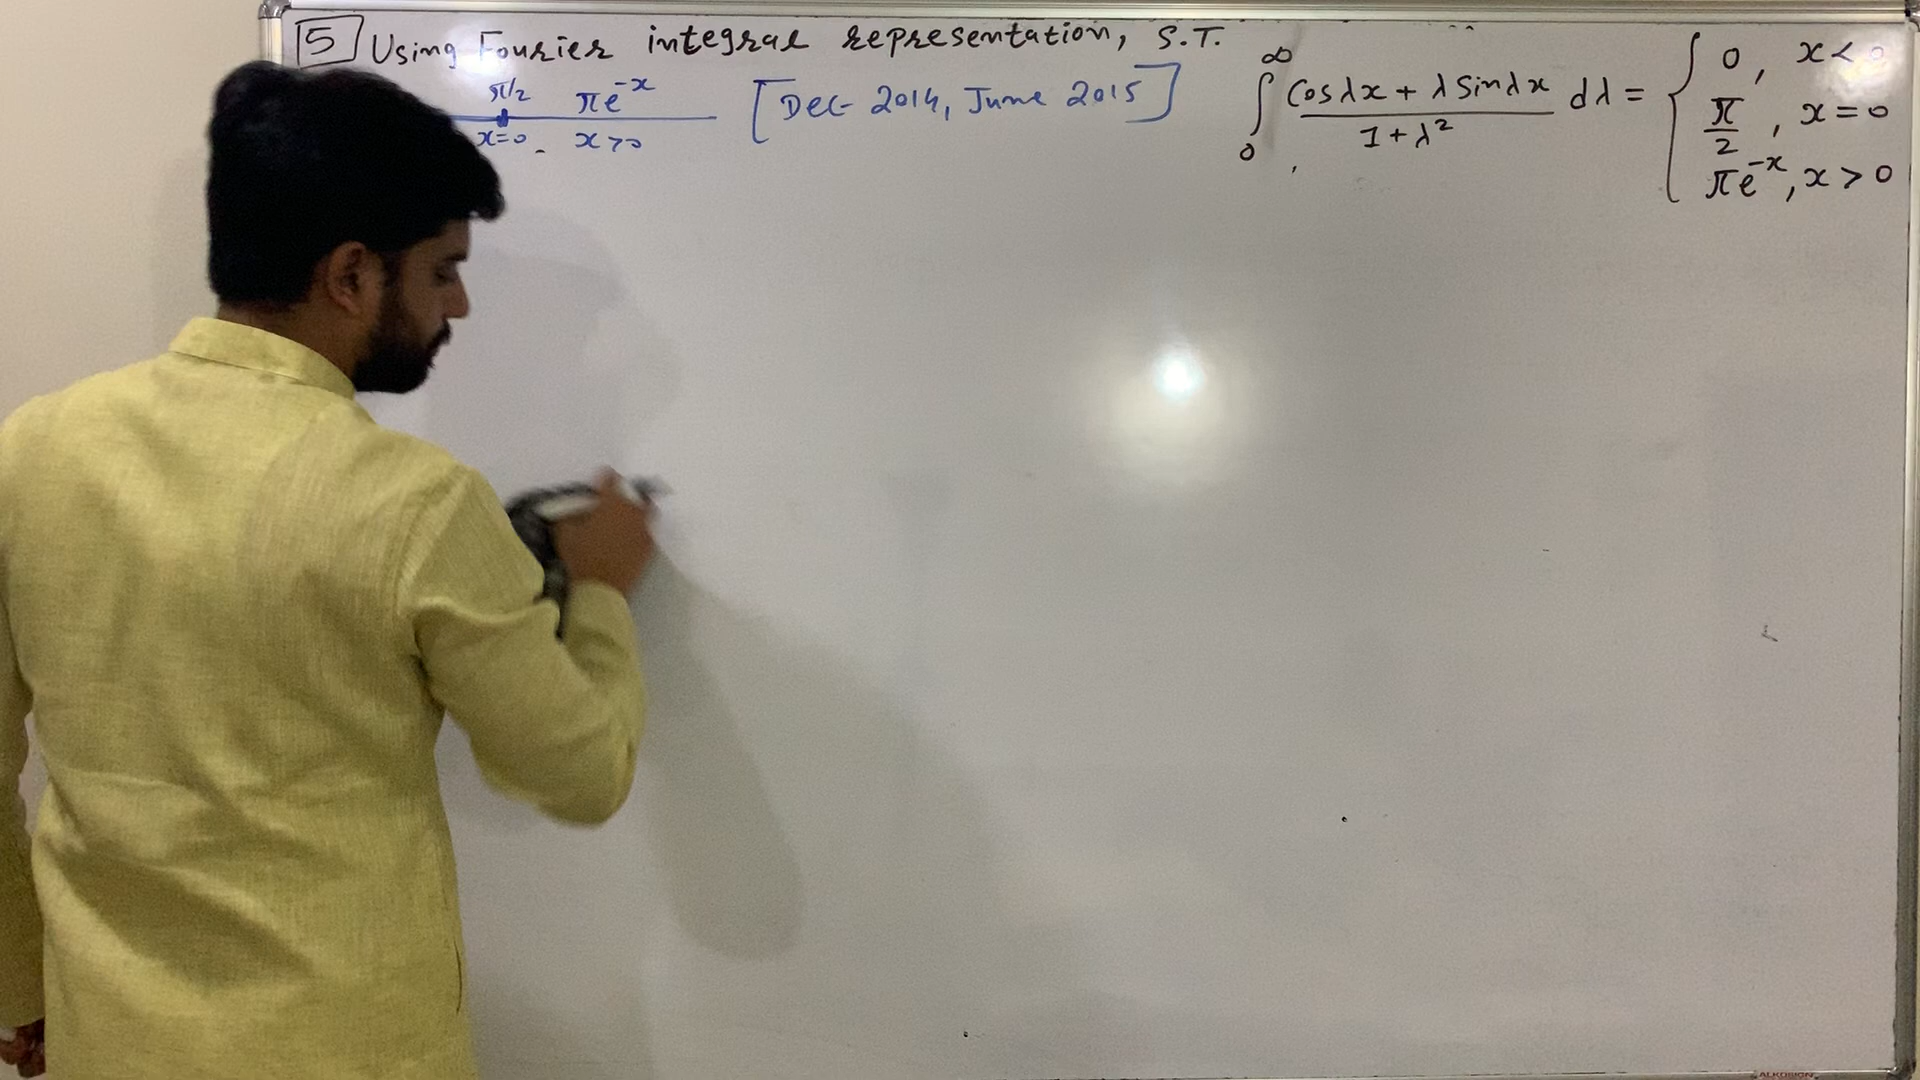 5 Using Fourier integral representation, S.T.
π/2 πe^-x [Dec 2014, June 2015] ∫₀^∞ (Cos λx + λ Sin λx)/(1 + λ²) dλ = { 0, x < 0
x=0 x>0
π/2, x = 0
πe^-x, x > 0
ALKOSIGN